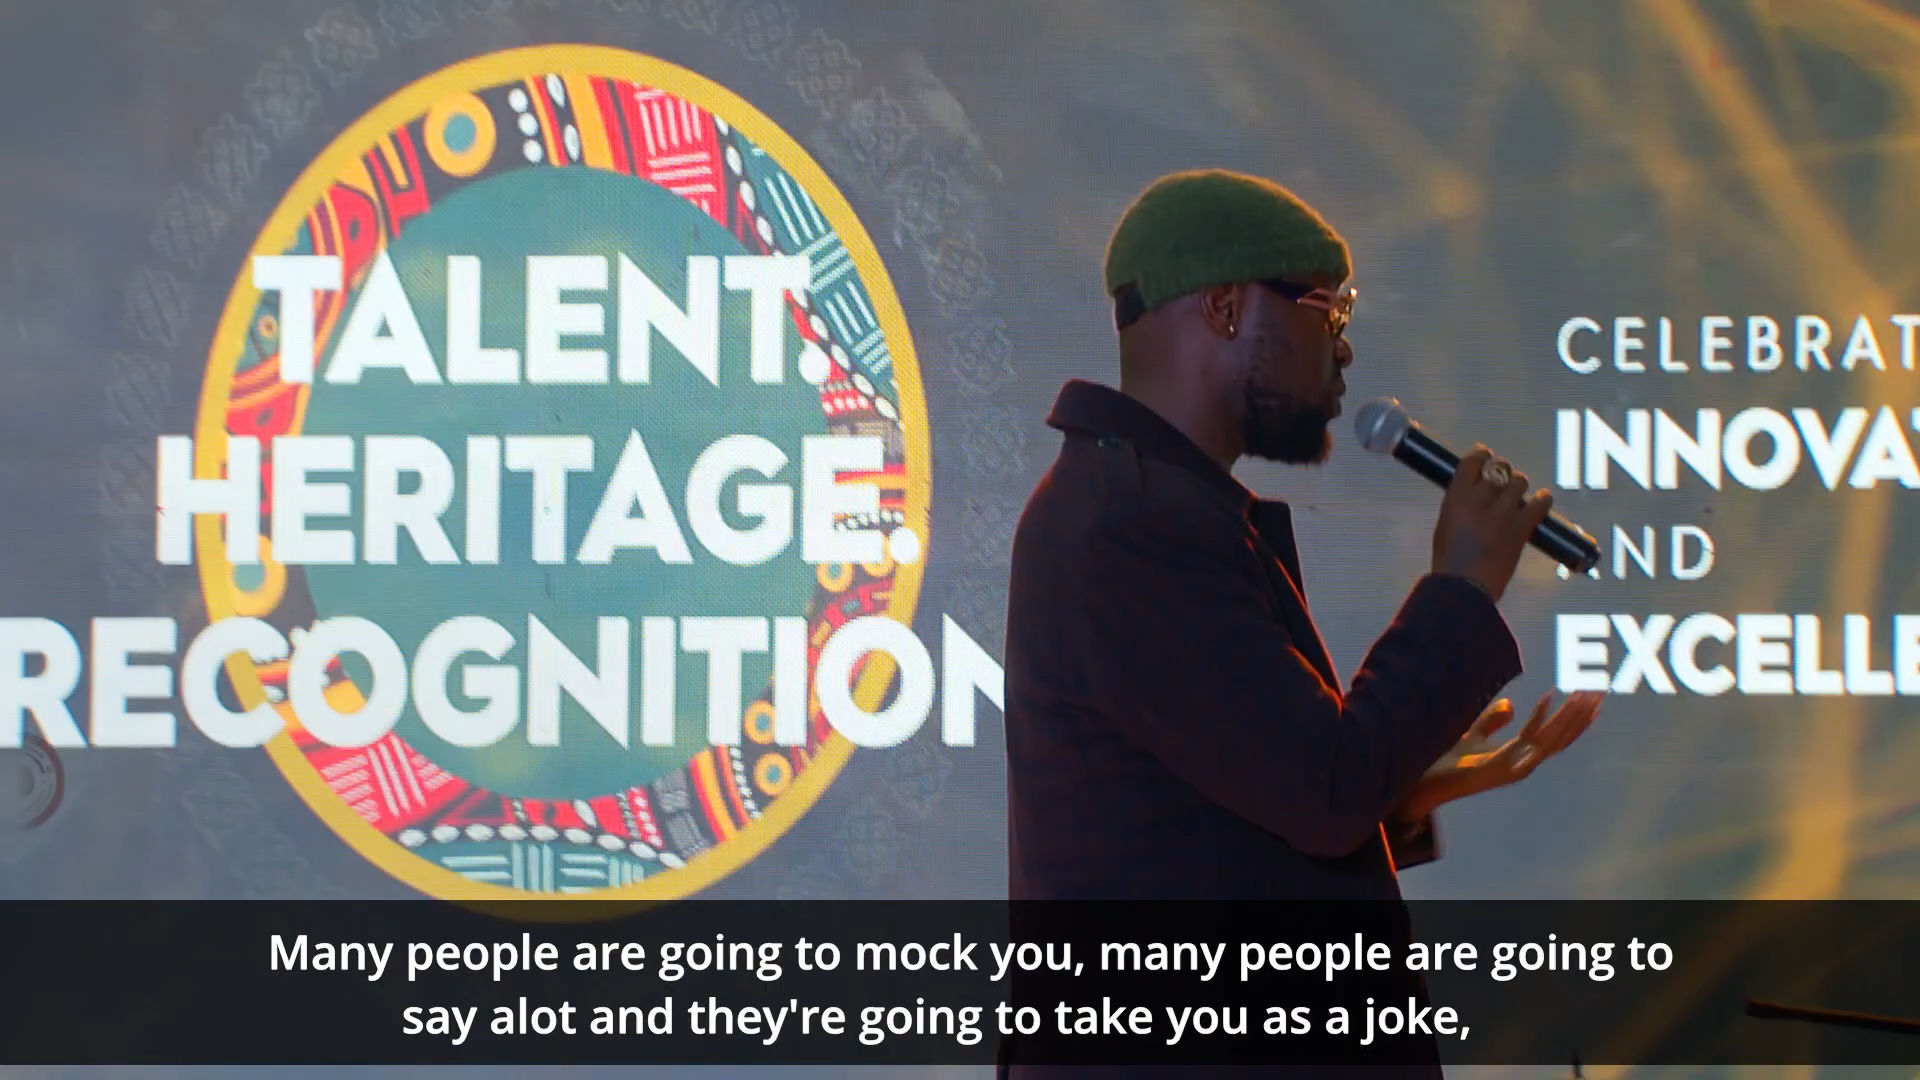 TALENT.
HERITAGE.
RECOGNITION
CELEBRAT
INNOVA
AND
EXCELLE
Many people are going to mock you, many people are going to
say alot and they're going to take you as a joke,